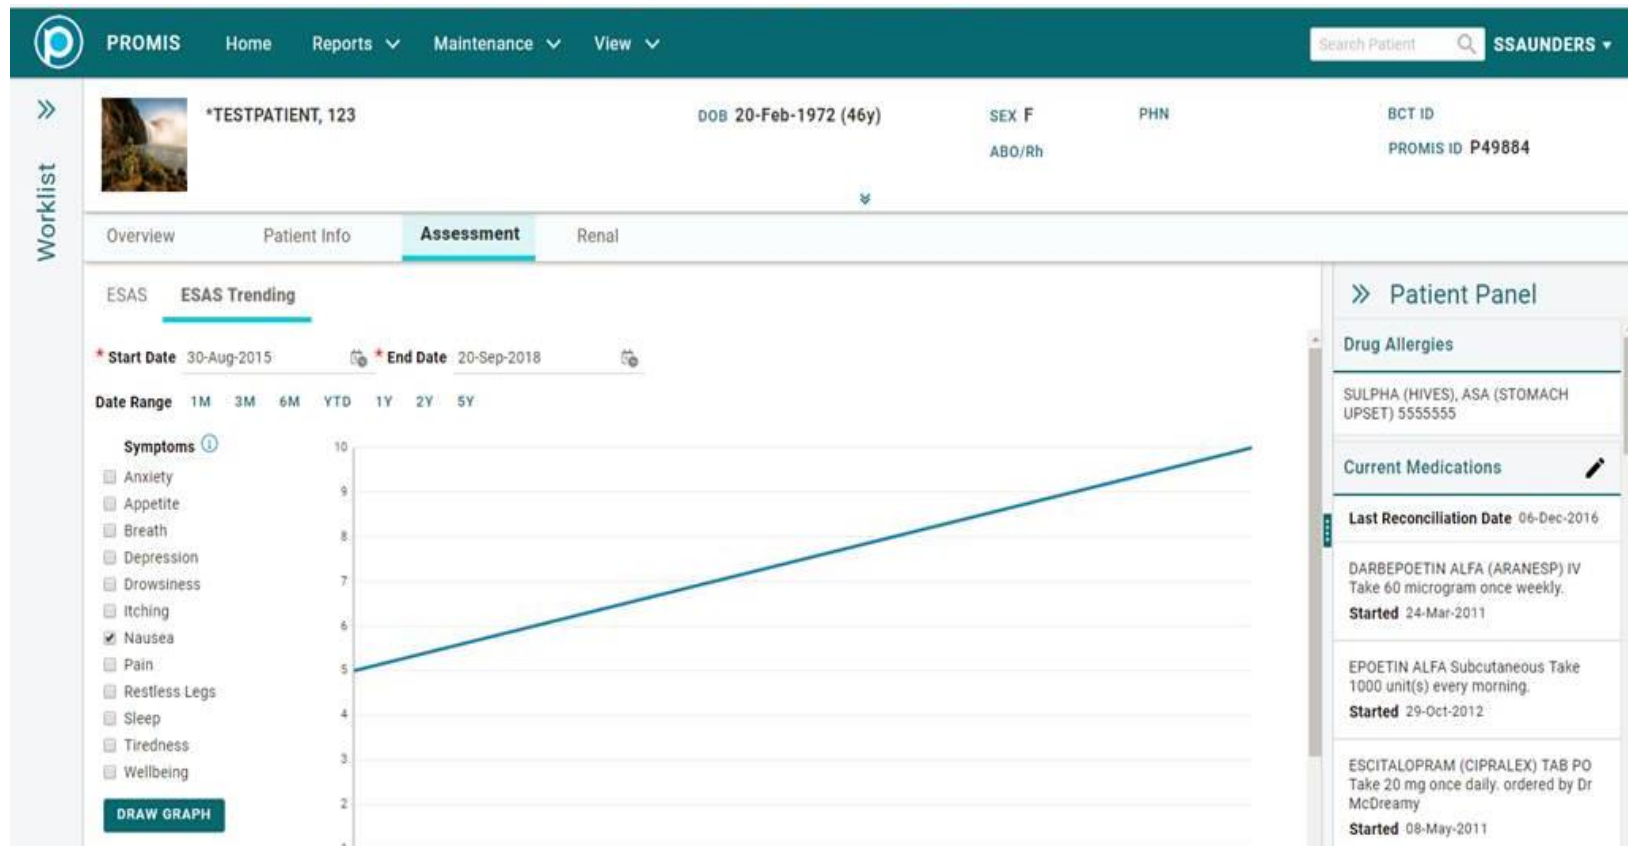 PROMIS Home Reports Maintenance View Search Patient SSAUNDERS
Worklist
*TESTPATIENT, 123 DOB 20-Feb-1972 (46y) SEX F PHN BCT ID
ABO/Rh PROMIS ID P49884
Overview Patient Info Assessment Renal
ESAS ESAS Trending
* Start Date 30-Aug-2015 * End Date 20-Sep-2018
Date Range 1M 3M 6M YTD 1Y 2Y 5Y
Symptoms
Anxiety
Appetite
Breath
Depression
Drowsiness
Itching
Nausea
Pain
Restless Legs
Sleep
Tiredness
Wellbeing
DRAW GRAPH
10
9
8
7
6
5
4
3
2
Patient Panel
Drug Allergies
SULPHA (HIVES), ASA (STOMACH
UPSET) 5555555
Current Medications
Last Reconciliation Date 06-Dec-2016
DARBEPOETIN ALFA (ARANESP) IV
Take 60 microgram once weekly.
Started 24-Mar-2011
EPOETIN ALFA Subcutaneous Take
1000 unit(s) every morning.
Started 29-Oct-2012
ESCITALOPRAM (CIPRALEX) TAB PO
Take 20 mg once daily. ordered by Dr
McDreamy
Started 08-May-2011